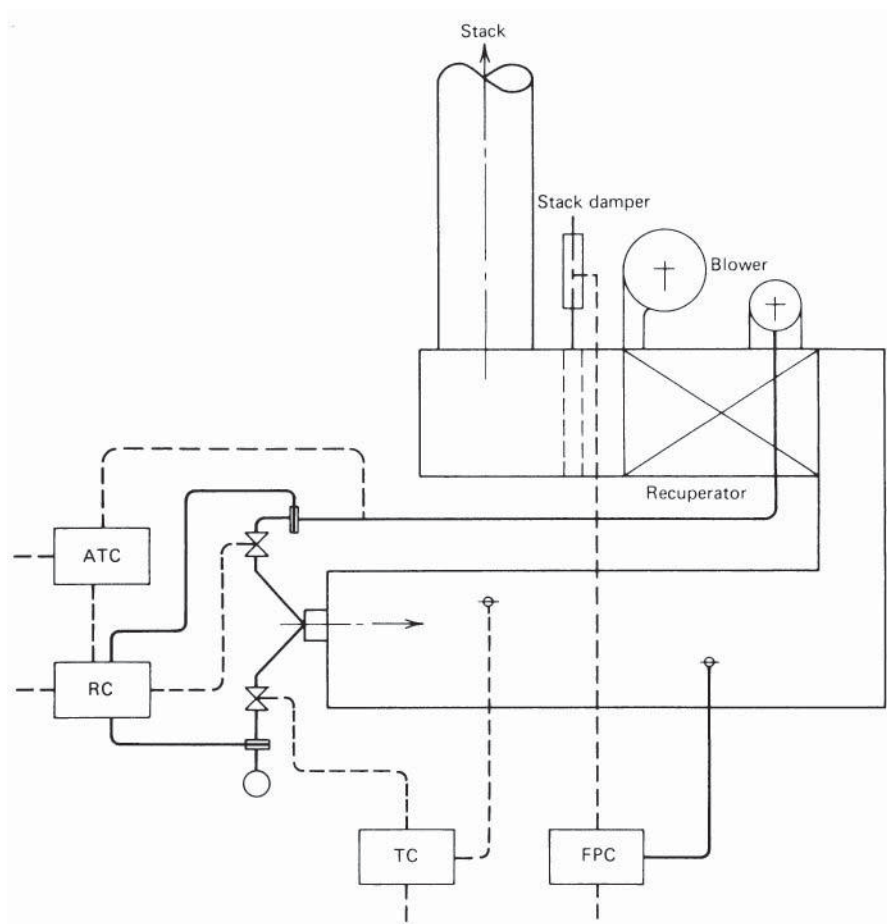 Stack
Stack damper
Blower
Recuperator
ATC
RC
TC
FPC